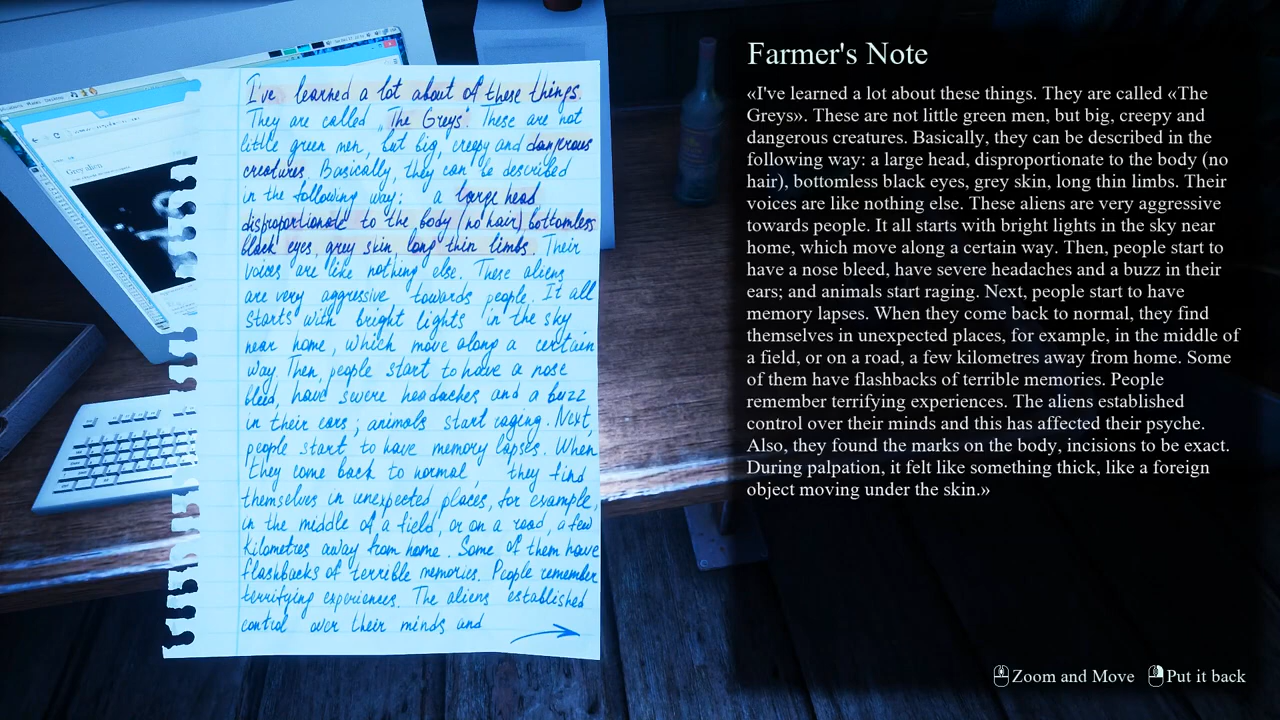 Grey alien
I've learned a lot about of these things.
They are called „The Greys. These are not
little green men, but big, creepy and dangerous
creatures. Basically, they can be described
in the following way: a large head,
disproportionate to the body (no hair) bottomless
black eyes, grey skin, long thin limbs. Their
voices are like nothing else. These aliens
are very aggressive towards people. It all
starts with bright lights in the sky
near home, which move along a certain
way. Then, people start to have a nose
bleed, have severe headaches and a buzz
in their ears; animals start raging. Next,
people start to have memory lapses. When
they come back to normal, they find
themselves in unexpected places, for example,
in the middle of a field, or on a road, a few
kilometres away from home. Some of them have
flashbacks of terrible memories. People remember
terrifying experiences. The aliens established
control over their minds and
Farmer's Note
«I've learned a lot about these things. They are called «The
Greys». These are not little green men, but big, creepy and
dangerous creatures. Basically, they can be described in the
following way: a large head, disproportionate to the body (no
hair), bottomless black eyes, grey skin, long thin limbs. Their
voices are like nothing else. These aliens are very aggressive
towards people. It all starts with bright lights in the sky near
home, which move along a certain way. Then, people start to
have a nose bleed, have severe headaches and a buzz in their
ears; and animals start raging. Next, people start to have
memory lapses. When they come back to normal, they find
themselves in unexpected places, for example, in the middle of
a field, or on a road, a few kilometres away from home. Some
of them have flashbacks of terrible memories. People
remember terrifying experiences. The aliens established
control over their minds and this has affected their psyche.
Also, they found the marks on the body, incisions to be exact.
During palpation, it felt like something thick, like a foreign
object moving under the skin.»
Zoom and Move Put it back